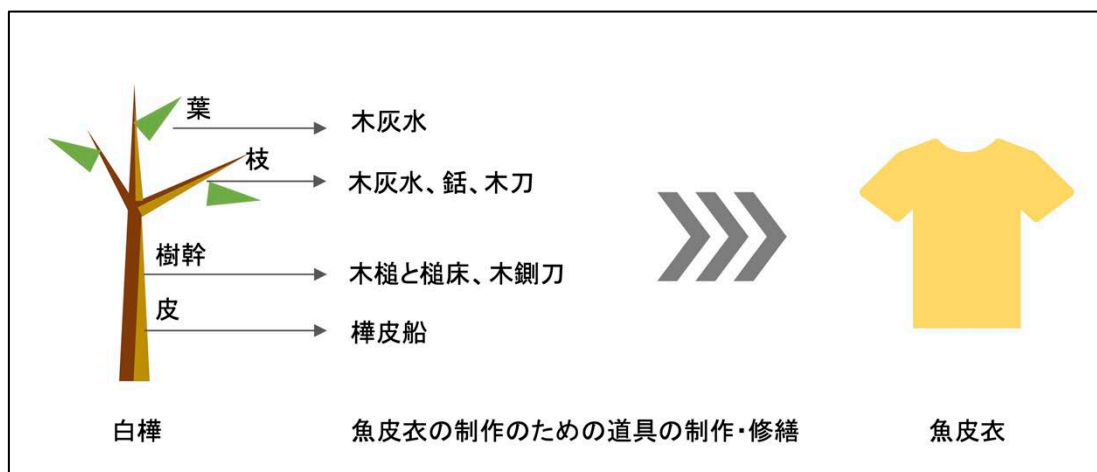 葉
木灰水
枝
木灰水、銛、木刀
樹幹
木槌と槌床、木鍘刀
皮
樺皮船
白樺
魚皮衣の制作のための道具の制作・修繕
魚皮衣